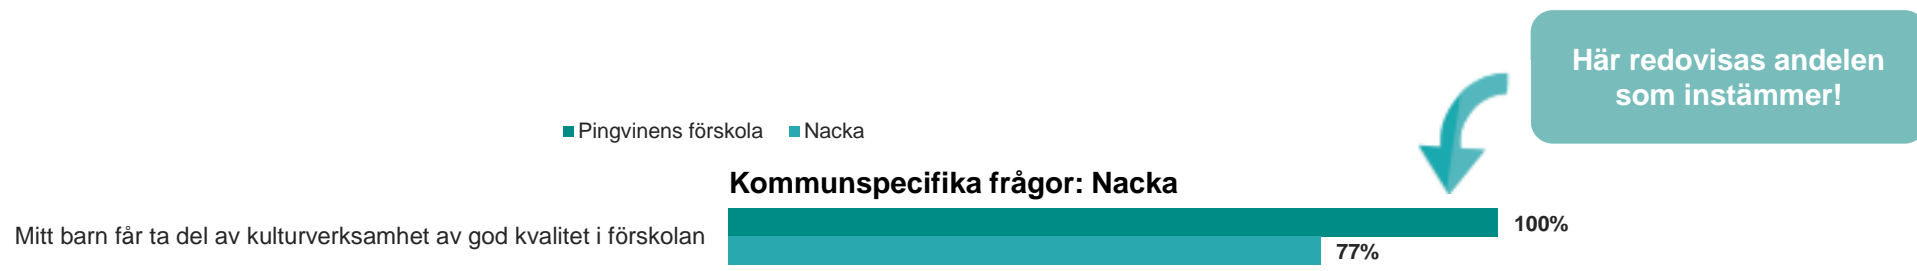 Här redovisas andelen
som instämmer!
Pingvinens förskola Nacka
Kommunspecifika frågor: Nacka
Mitt barn får ta del av kulturverksamhet av god kvalitet i förskolan
100%
77%